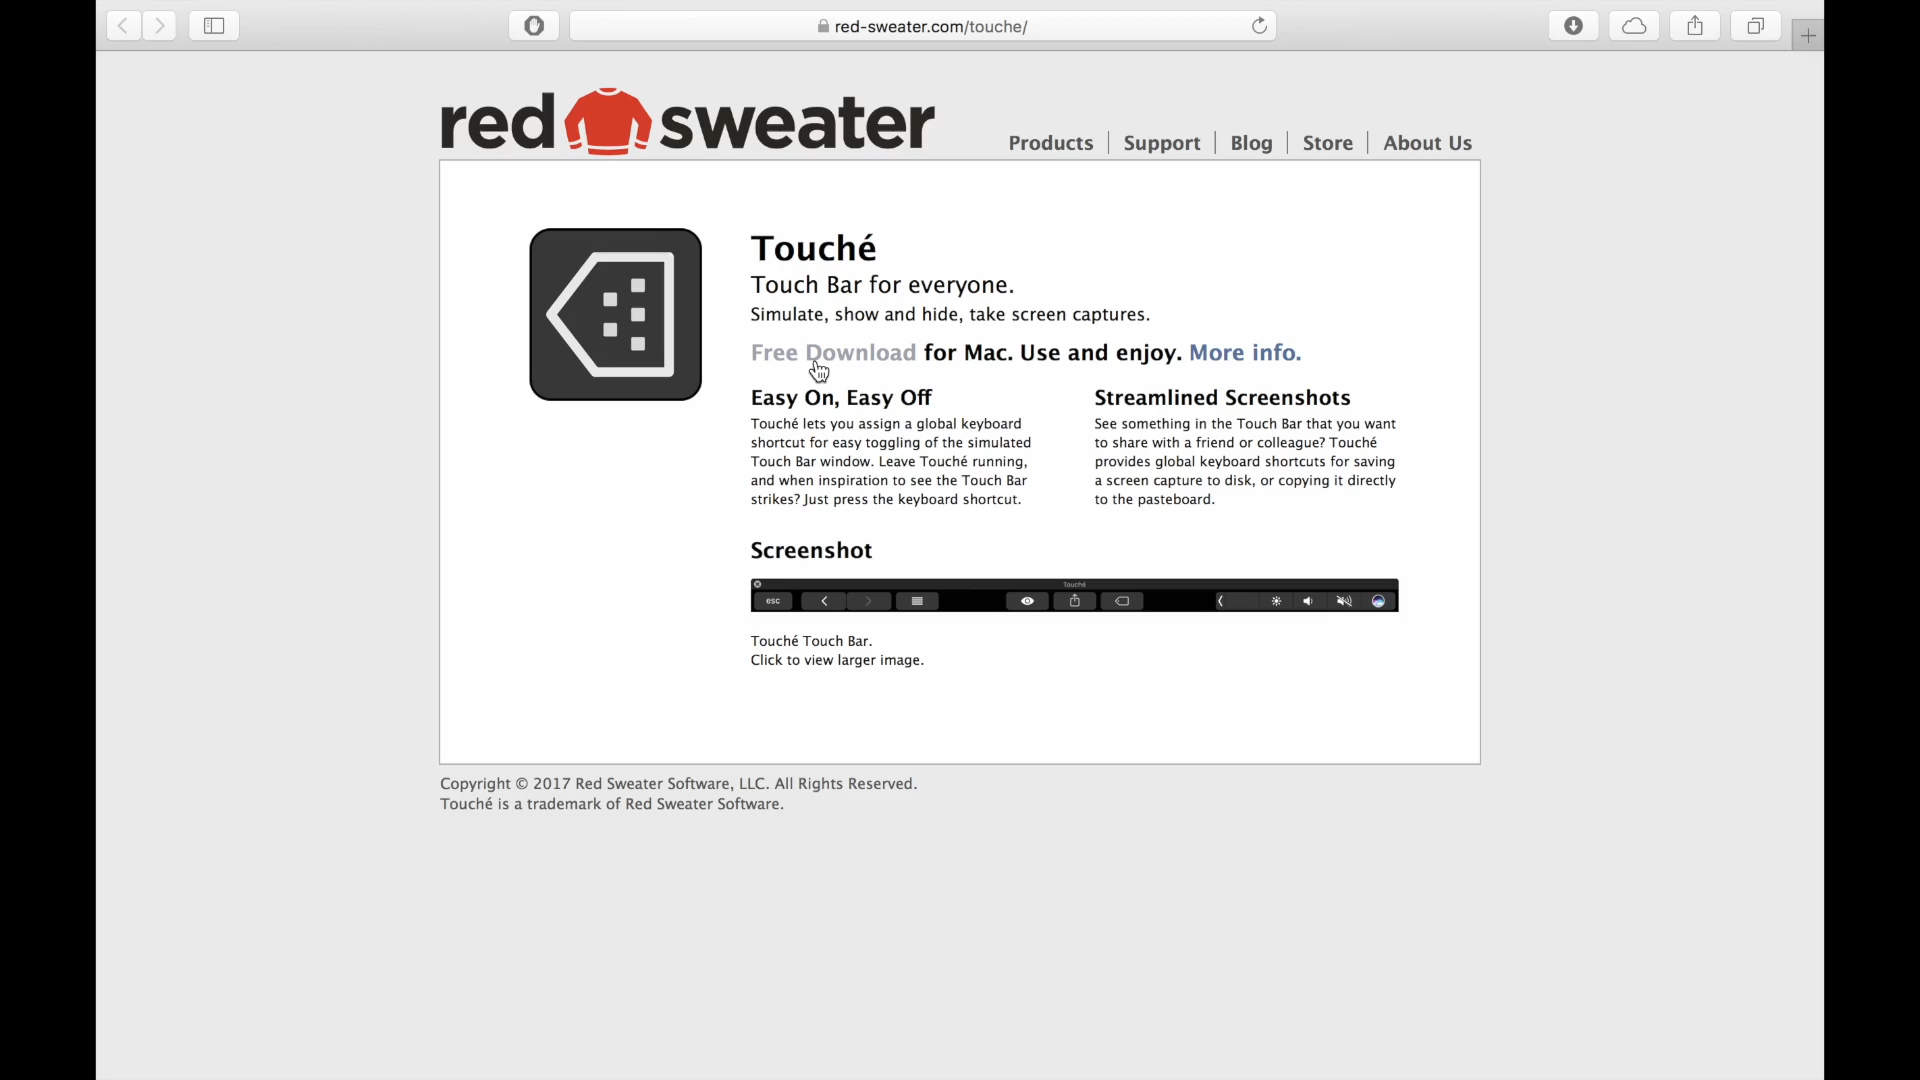 red-sweater.com/touche/
red sweater
Products
Support
Blog
Store
About Us
Touché
Touch Bar for everyone.
Simulate, show and hide, take screen captures.
Free Download for Mac. Use and enjoy. More info.
Easy On, Easy Off
Touché lets you assign a global keyboard
shortcut for easy toggling of the simulated
Touch Bar window. Leave Touché running,
and when inspiration to see the Touch Bar
strikes? Just press the keyboard shortcut.
Streamlined Screenshots
See something in the Touch Bar that you want
to share with a friend or colleague? Touché
provides global keyboard shortcuts for saving
a screen capture to disk, or copying it directly
to the pasteboard.
Screenshot
Touché
esc
Touché Touch Bar.
Click to view larger image.
Copyright © 2017 Red Sweater Software, LLC. All Rights Reserved.
Touché is a trademark of Red Sweater Software.